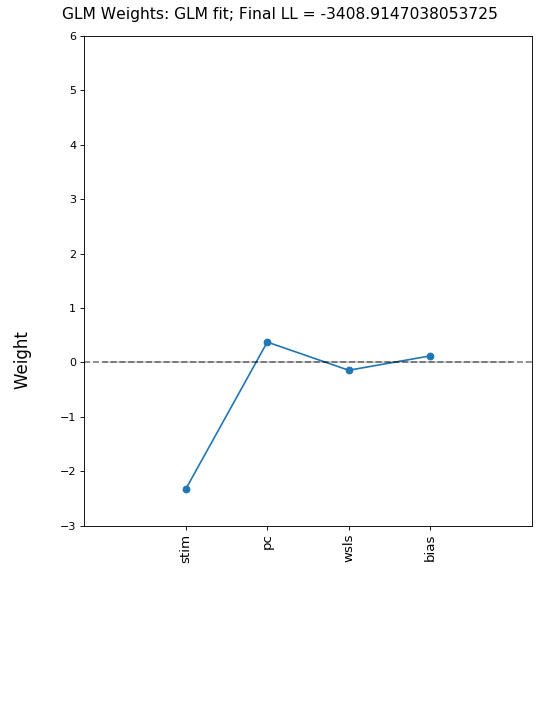 GLM Weights: GLM fit; Final LL = -3408.9147038053725
6
5
4
3
2
1
0
−1
−2
−3
Weight
stim
pc
wsls
bias